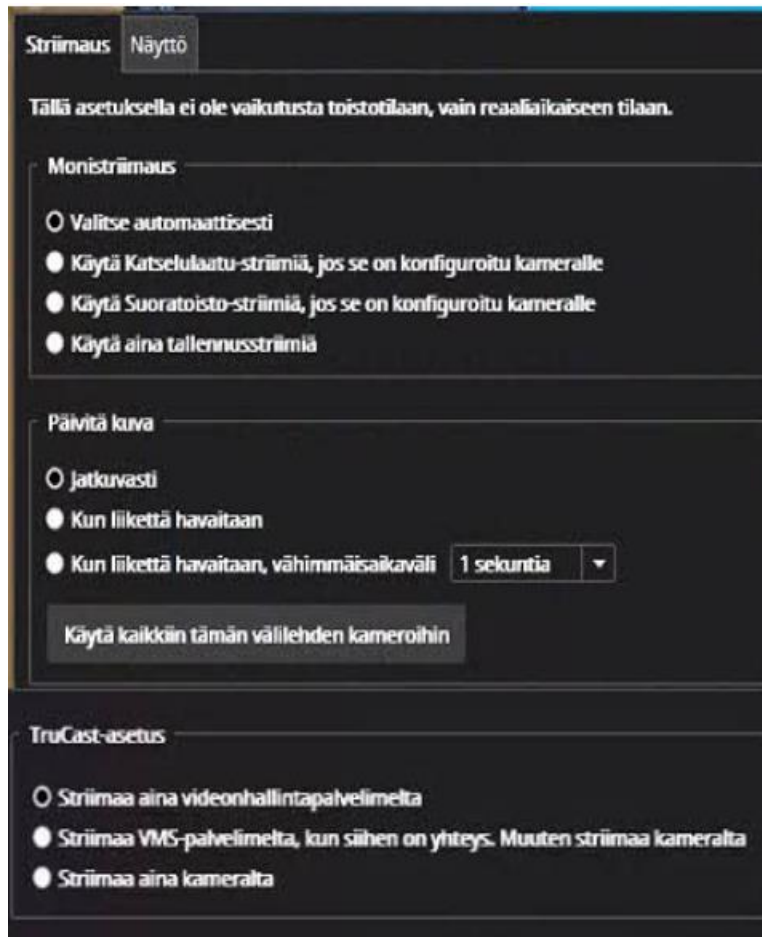 Striimaus Näyttö
Tällä asetuksella ei ole vaikutusta toistotilaan, vain reaaliaikaiseen tilaan.
Monistriimaus
Valitse automaattisesti
Käytä Katselulaatu-striimiä, jos se on konfiguroitu kameralle
Käytä Suoratoisto-striimiä, jos se on konfiguroitu kameralle
Käytä aina tallennusstriimiä
Päivitä kuva
Jatkuvasti
Kun liikettä havaitaan
Kun liikettä havaitaan, vähimmäisaikaväli 1 sekuntia
Käytä kaikkiin tämän välilehden kameroihin
TruCast-asetus
Striimaa aina videonhallintapalvelimelta
Striimaa VMS-palvelimelta, kun siihen on yhteys. Muuten striimaa kameralta
Striimaa aina kameralta